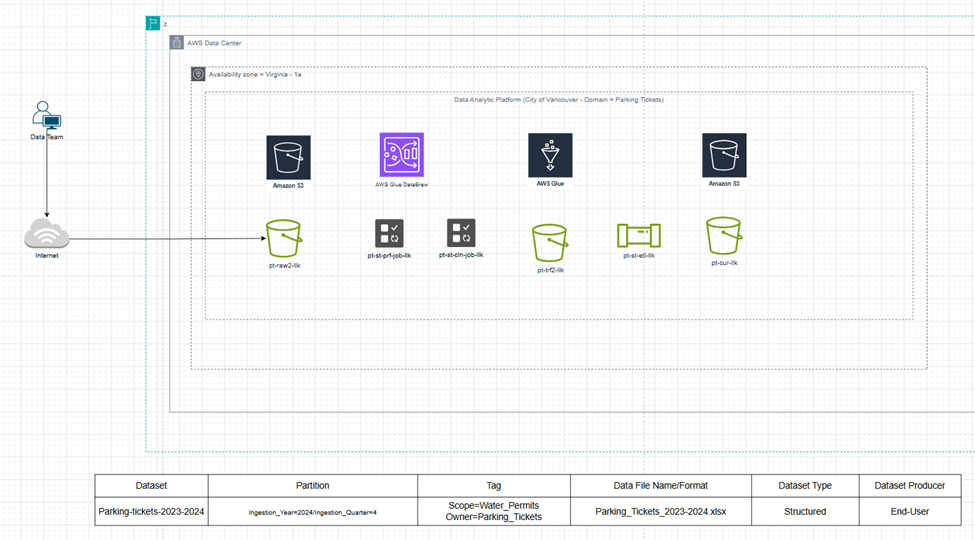 z
AWS Data Center
Availability zone = Virginia - 1a
Data Analytic Platform (City of Vancouver - Domain = Parking Tickets)
Data Team
Amazon S3
AWS Glue DataBrew
AWS Glue
Amazon S3
Internet
pt-raw2-llk
pt-st-prf-job-llk
pt-st-cln-job-llk
pt-trf2-llk
pt-st-etl-llk
pt-cur-llk
Dataset Partition Tag Data File Name/Format Dataset Type Dataset Producer
Parking-tickets-2023-2024 Ingestion_Year=2024/Ingestion_Quarter=4 Scope=Water_Permits Parking_Tickets_2023-2024.xlsx Structured End-User
Owner=Parking_Tickets